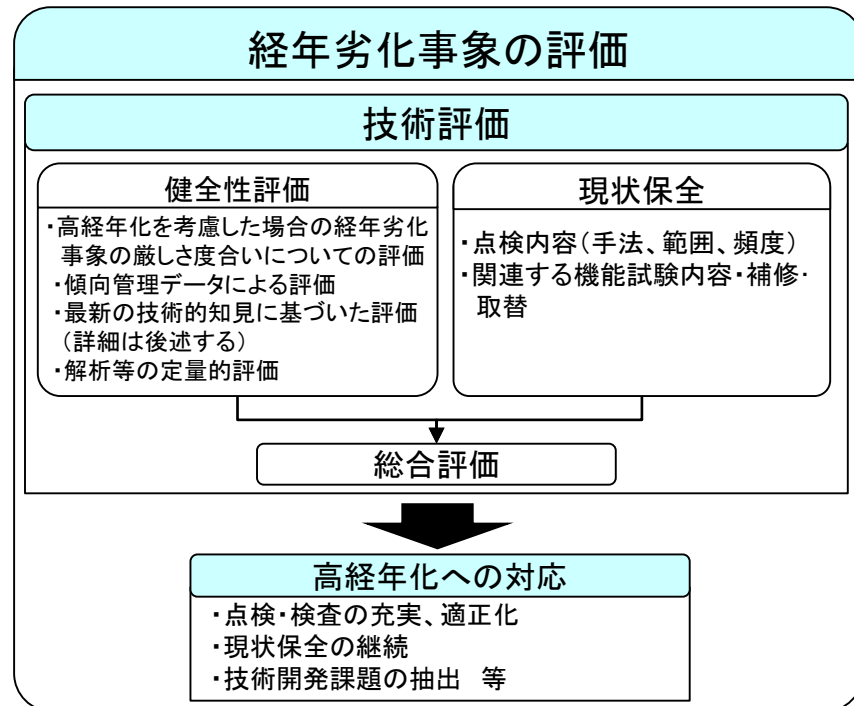 経年劣化事象の評価
技術評価
健全性評価
・高経年化を考慮した場合の経年劣化
事象の厳しさ度合いについての評価
・傾向管理データによる評価
・最新の技術的知見に基づいた評価
（詳細は後述する）
・解析等の定量的評価
現状保全
・点検内容（手法、範囲、頻度）
・関連する機能試験内容・補修・
取替
総合評価
高経年化への対応
・点検・検査の充実、適正化
・現状保全の継続
・技術開発課題の抽出　等